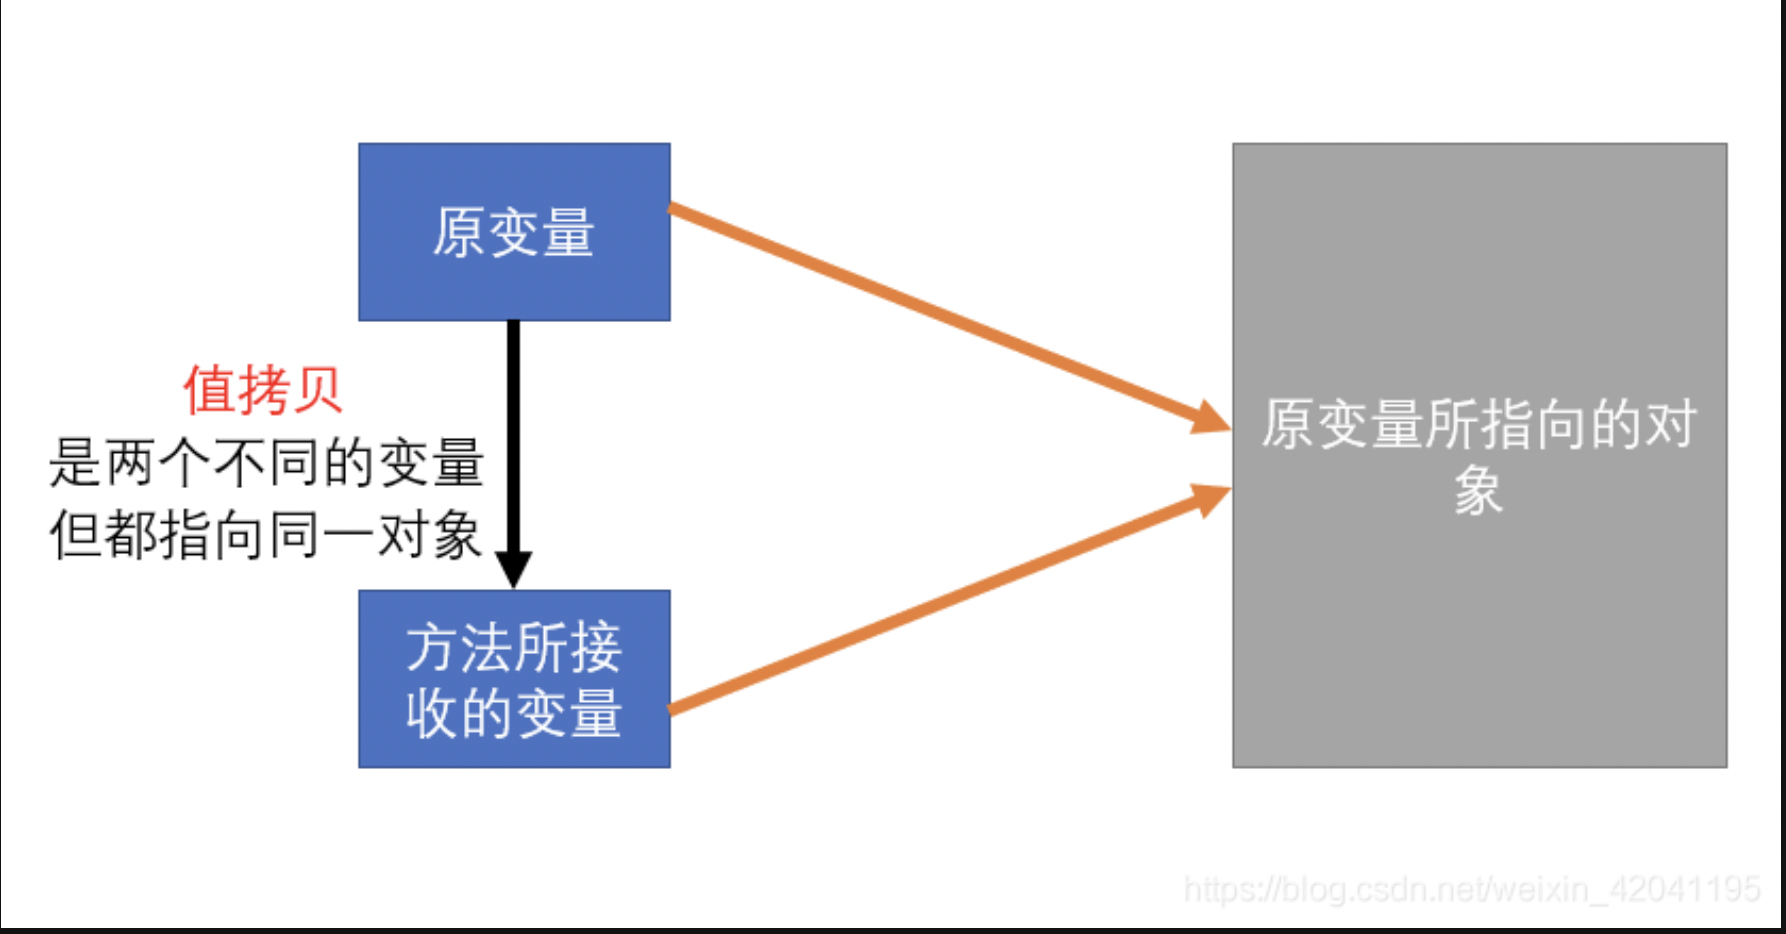 原变量
值拷贝
是两个不同的变量
但都指向同一对象
原变量所指向的对
象
方法所接
收的变量
https://blog.csdn.net/weixin_42041195